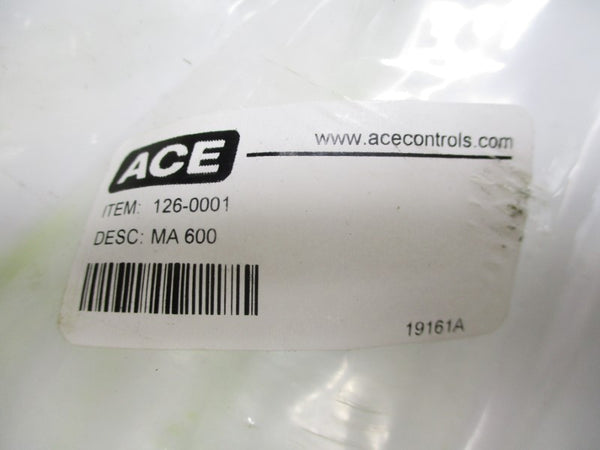 ACE
www.acecontrols.com
ITEM: 126-0001
DESC: MA 600
19161A